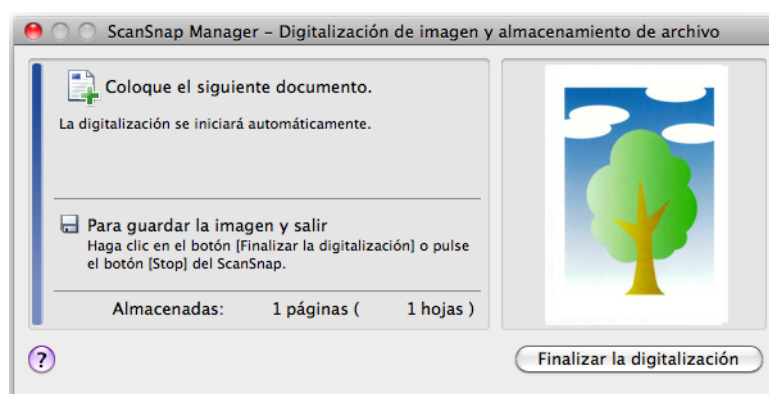 ScanSnap Manager – Digitalización de imagen y almacenamiento de archivo
Coloque el siguiente documento.
La digitalización se iniciará automáticamente.
Para guardar la imagen y salir
Haga clic en el botón [Finalizar la digitalización] o pulse
el botón [Stop] del ScanSnap.
Almacenadas: 1 páginas ( 1 hojas )
?
Finalizar la digitalización